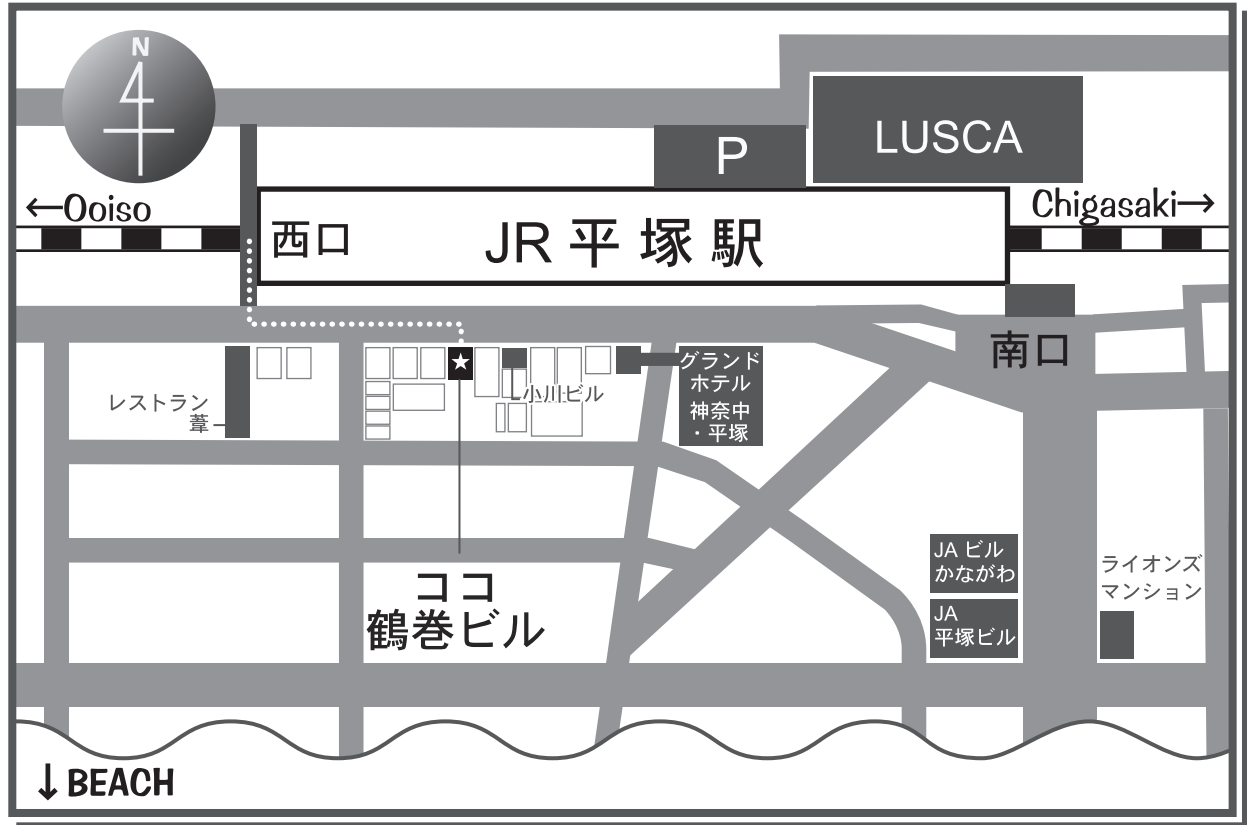 N
P
LUSCA
←Ooiso
Chigasaki→
西口
JR 平 塚 駅
南口
グランド
ホテル
神奈中
・平塚
小川ビル
レストラン
葦
JA ビル
かながわ
JA
平塚ビル
ライオンズ
マンション
ココ
鶴巻ビル
↓ BEACH